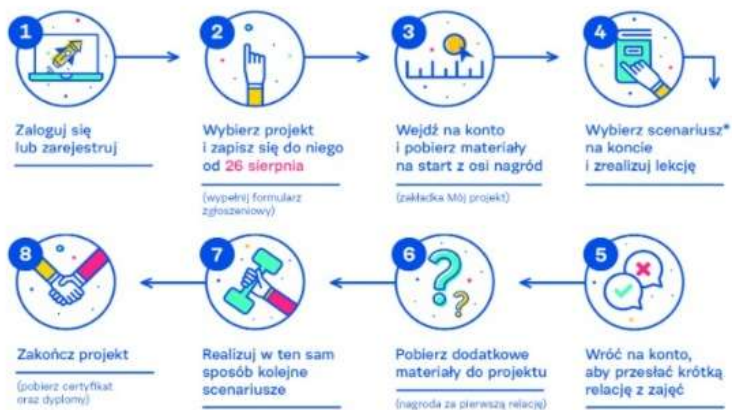 1
Zaloguj się
lub zarejestruj
2
Wybierz projekt
i zapisz się do niego
od 26 sierpnia
(wypełnij formularz
zgłoszeniowy)
3
Wejdź na konto
i pobierz materiały
na start z osi nagród
(zakładka Mój projekt)
4
Wybierz scenariusz*
na koncie
i zrealizuj lekcję
5
Wróć na konto,
aby przesłać krótką
relację z zajęć
6
Pobierz dodatkowe
materiały do projektu
(nagroda za pierwszą relację)
7
Realizuj w ten sam
sposób kolejne
scenariusze
8
Zakończ projekt
(pobierz certyfikat
oraz dyplomy)